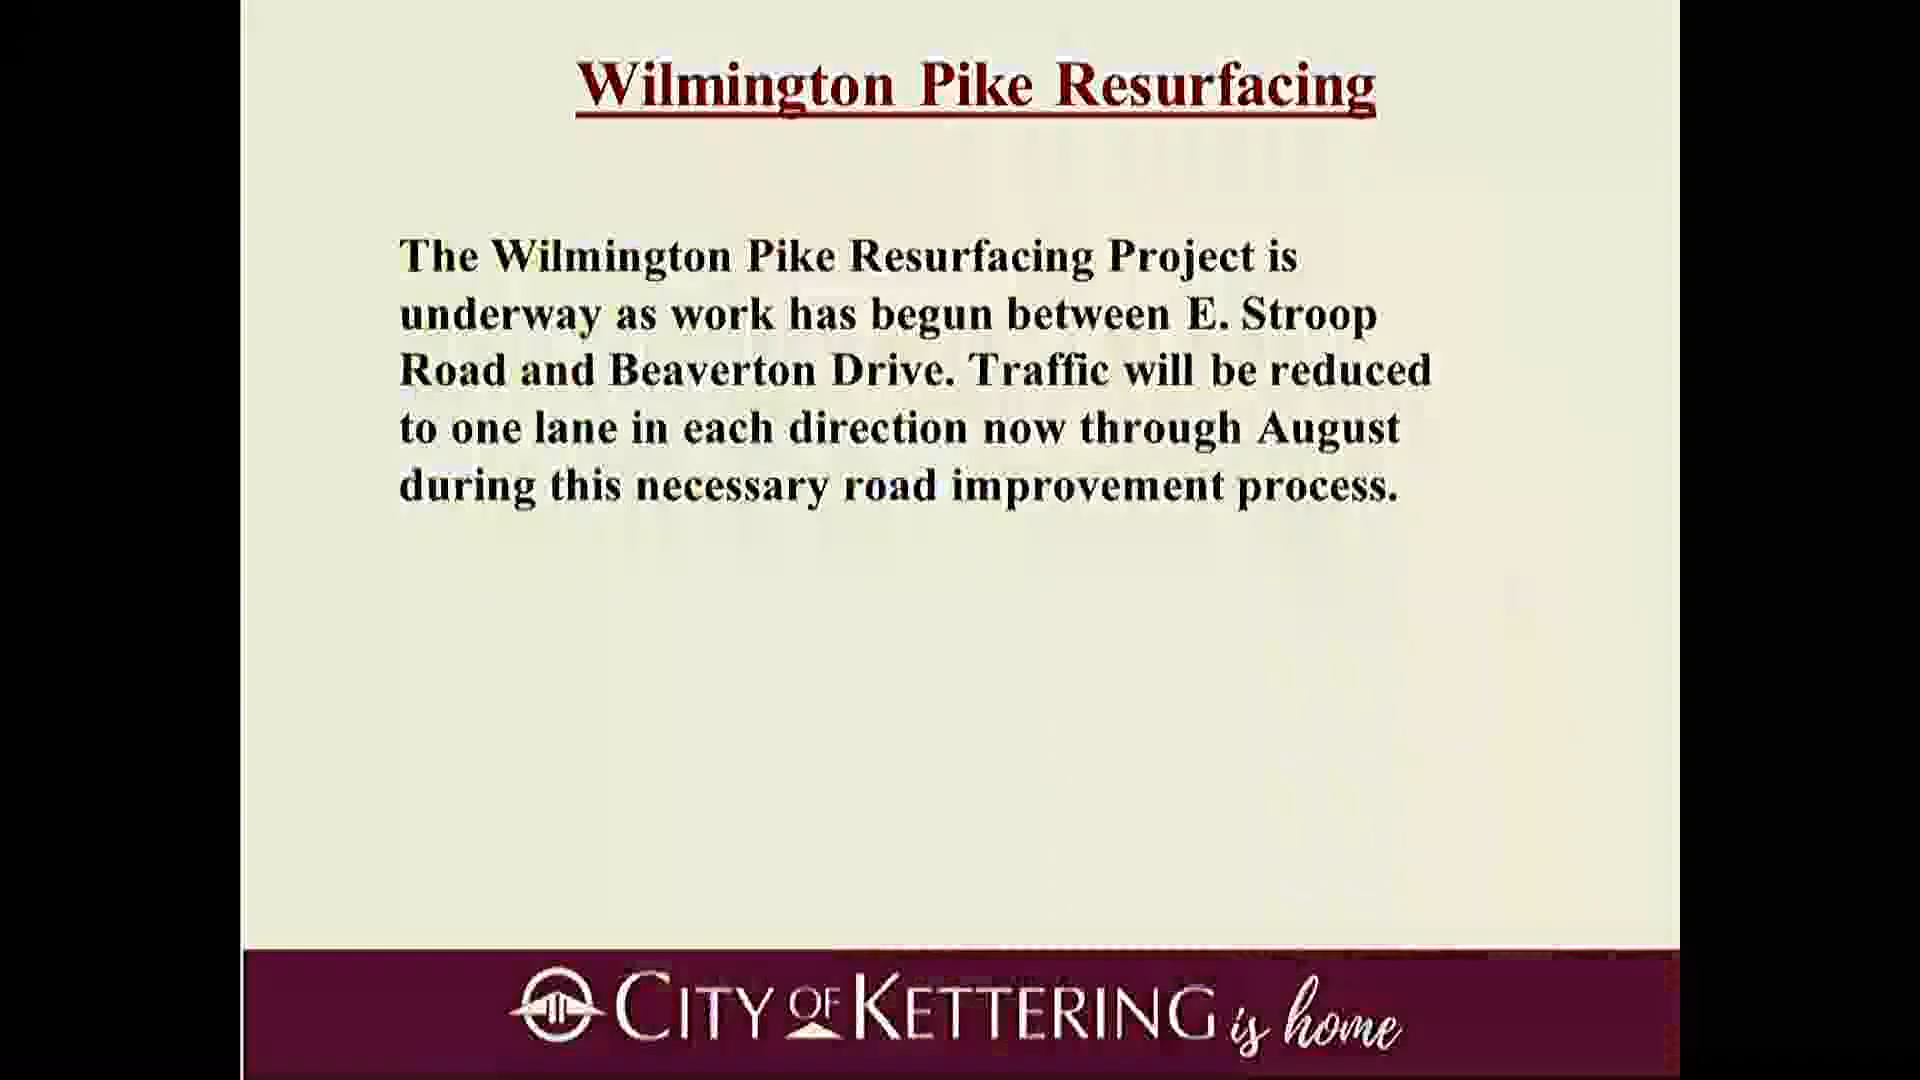 Wilmington Pike Resurfacing
The Wilmington Pike Resurfacing Project is
underway as work has begun between E. Stroop
Road and Beaverton Drive. Traffic will be reduced
to one lane in each direction now through August
during this necessary road improvement process.
CITY OF KETTERING is home